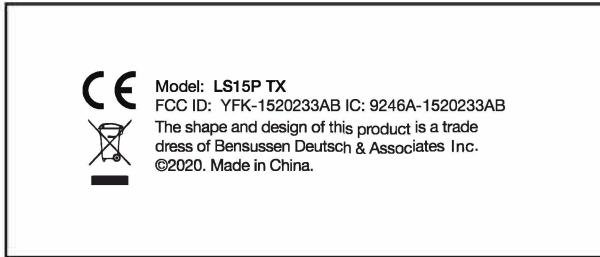 CE
Model: LS15P TX
FCC ID: YFK-1520233AB IC: 9246A-1520233AB
The shape and design of this product is a trade
dress of Bensussen Deutsch & Associates Inc.
©2020. Made in China.